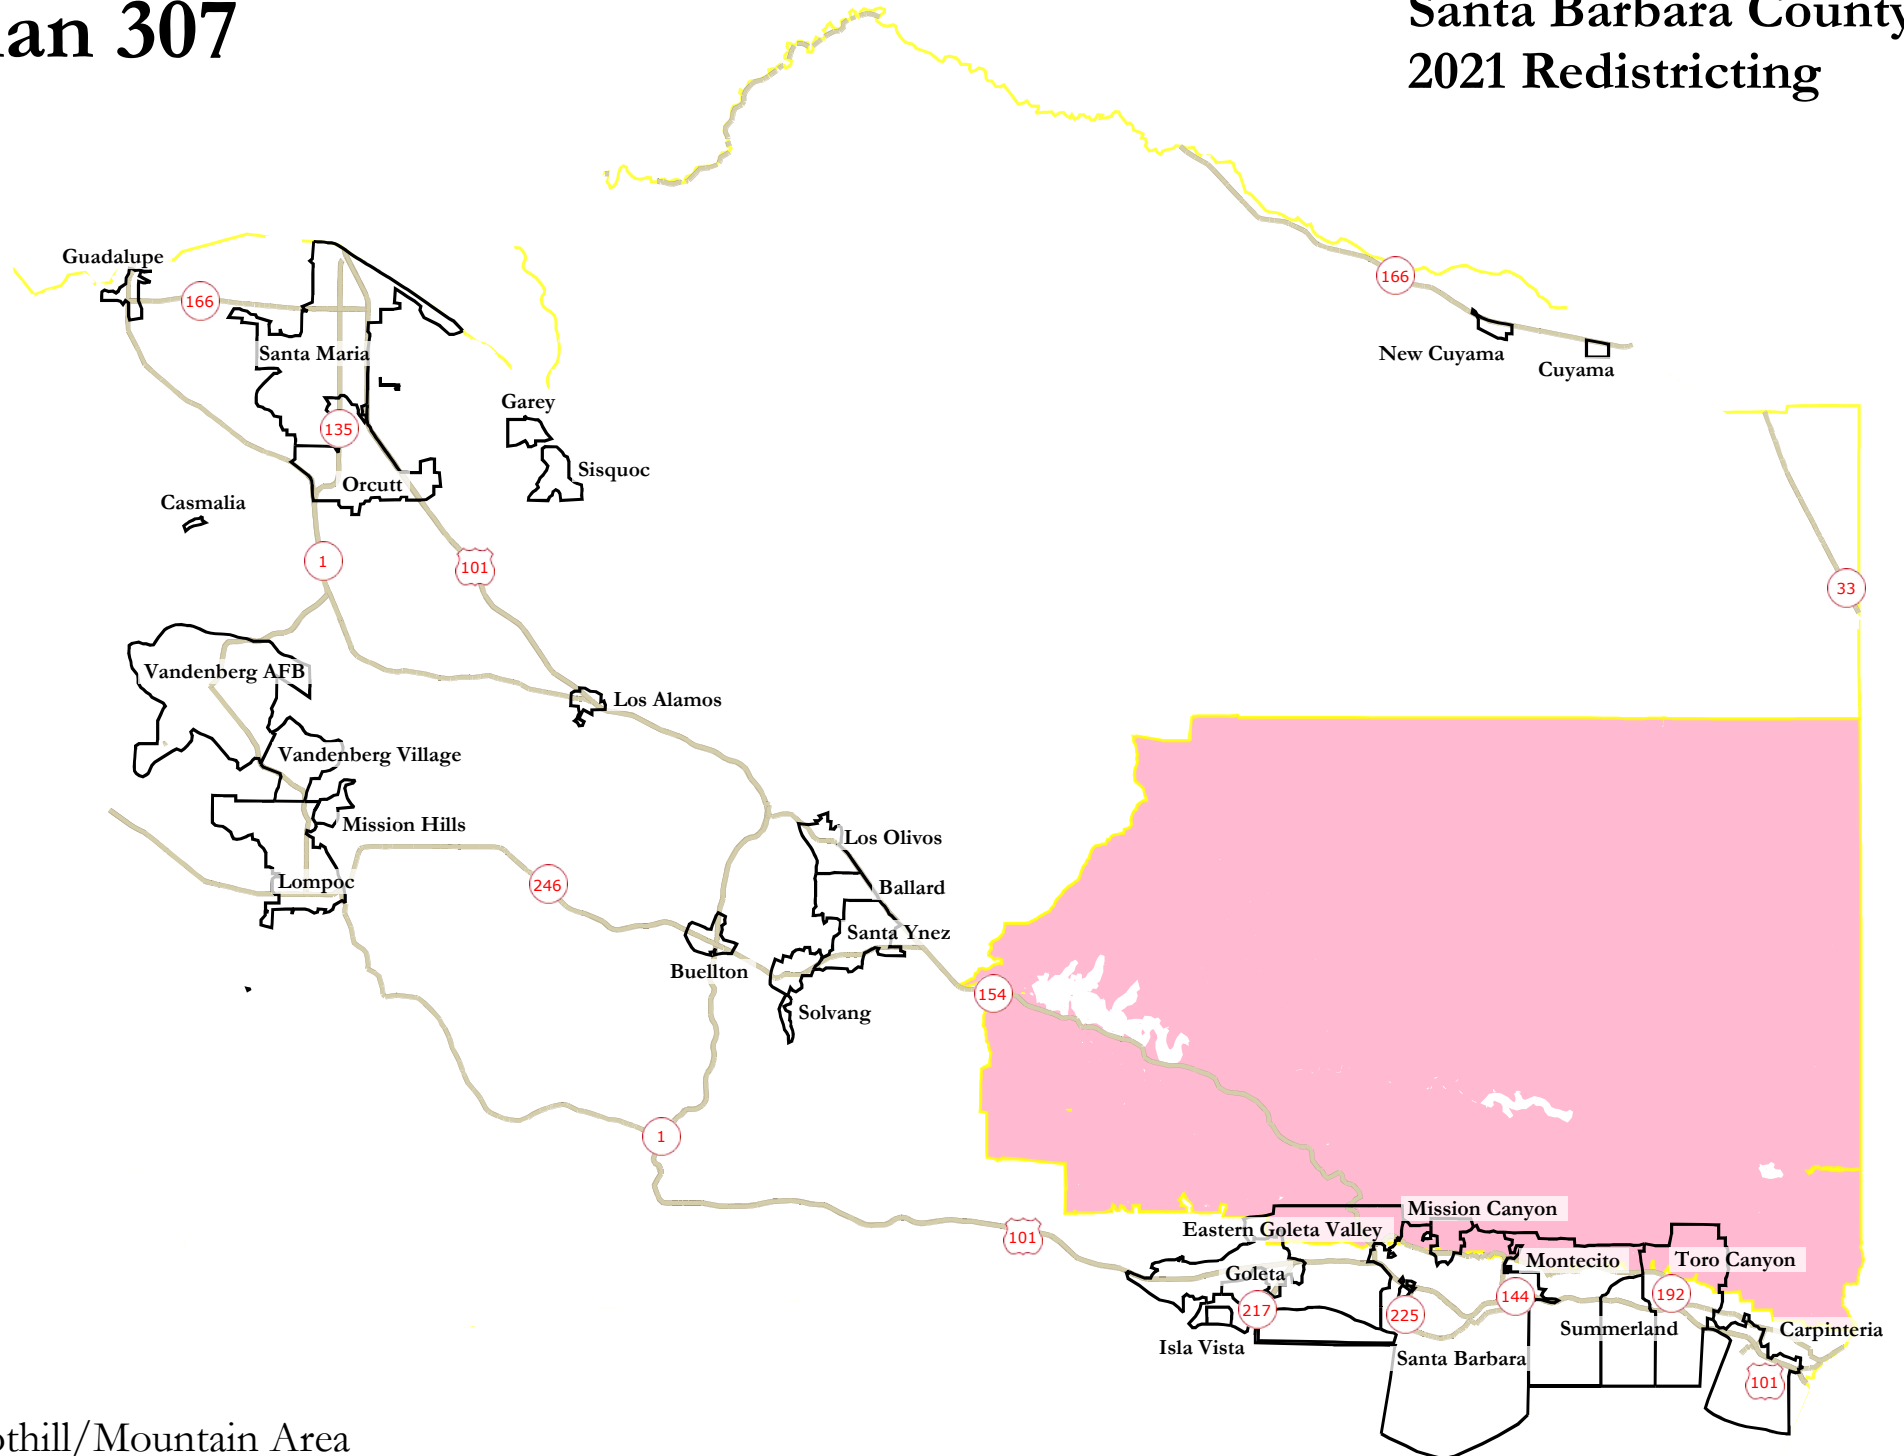 an 307
Santa Barbara County
2021 Redistricting
Guadalupe
166
166
Santa Maria
New Cuyama
Cuyama
Garey
135
Sisquoc
Orcutt
Casmalia
1
101
33
Vandenberg AFB
Los Alamos
Vandenberg Village
Mission Hills
Los Olivos
Lompoc
246
Ballard
Santa Ynez
Buellton
154
Solvang
1
Mission Canyon
Eastern Goleta Valley
101
Montecito
Toro Canyon
Goleta
144
192
217
225
Summerland
Carpinteria
Isla Vista
Santa Barbara
101
othill/Mountain Area